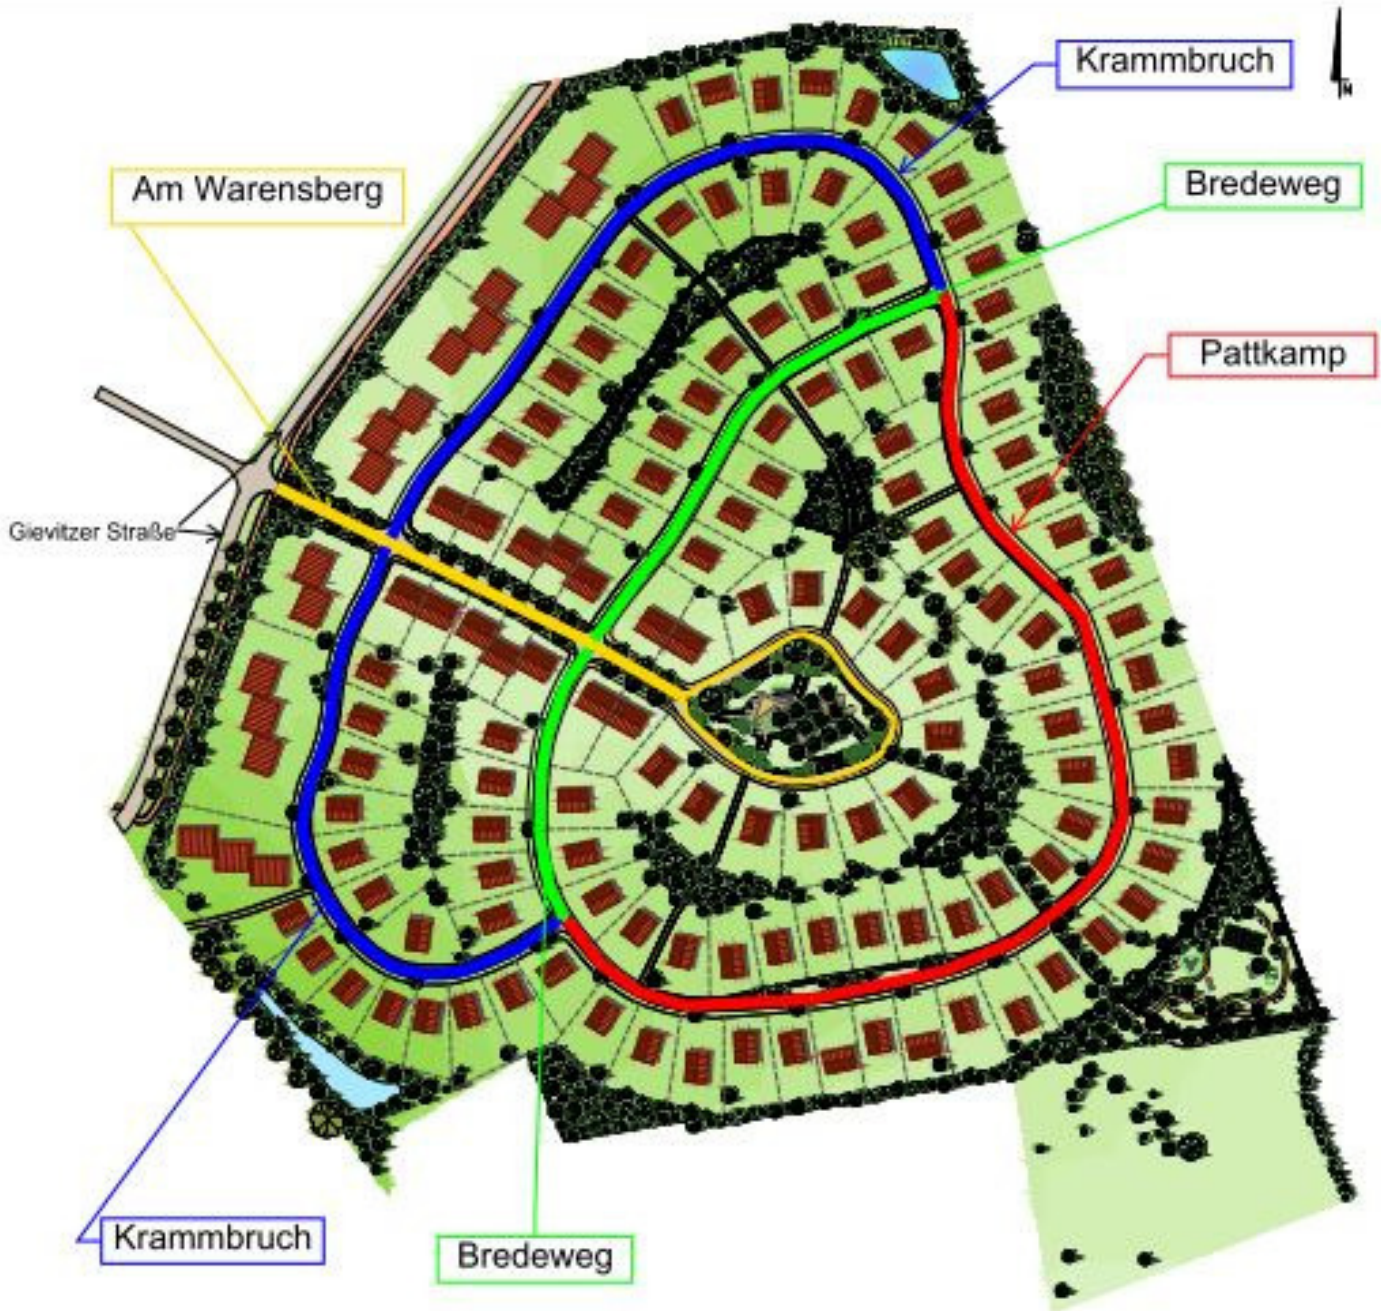 Krammbruch
N
Am Warensberg
Bredeweg
Pattkamp
Gievitzer Straße
Krammbruch
Bredeweg